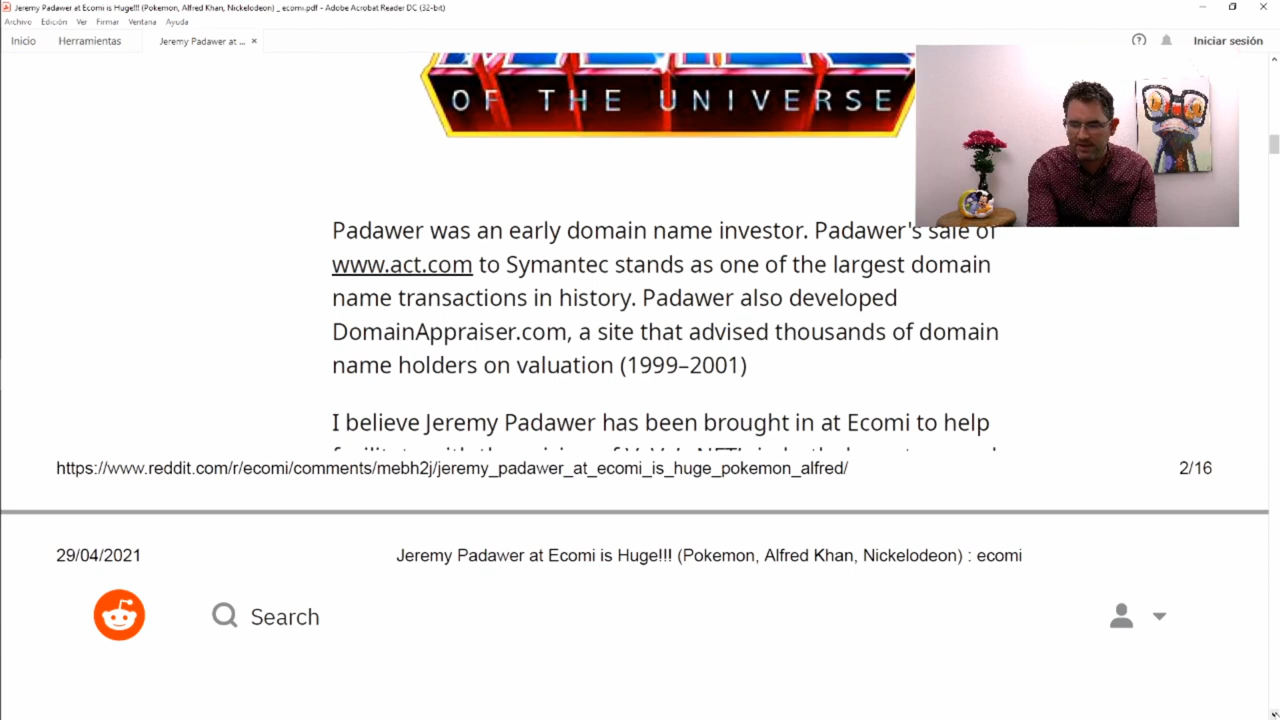 Jeremy Padawer at Ecomi is Huge!!! (Pokemon, Alfred Khan, Nickelodeon) _ ecomi.pdf - Adobe Acrobat Reader DC (32-bit)
Archivo Edición Ver Firmar Ventana Ayuda
Inicio Herramientas Jeremy Padawer at ... × Iniciar sesión
OF THE UNIVERSE
Padawer was an early domain name investor. Padawer's sale of
www.act.com to Symantec stands as one of the largest domain
name transactions in history. Padawer also developed
DomainAppraiser.com, a site that advised thousands of domain
name holders on valuation (1999–2001)
I believe Jeremy Padawer has been brought in at Ecomi to help
https://www.reddit.com/r/ecomi/comments/mebh2j/jeremy_padawer_at_ecomi_is_huge_pokemon_alfred/ 2/16
29/04/2021 Jeremy Padawer at Ecomi is Huge!!! (Pokemon, Alfred Khan, Nickelodeon) : ecomi
Search